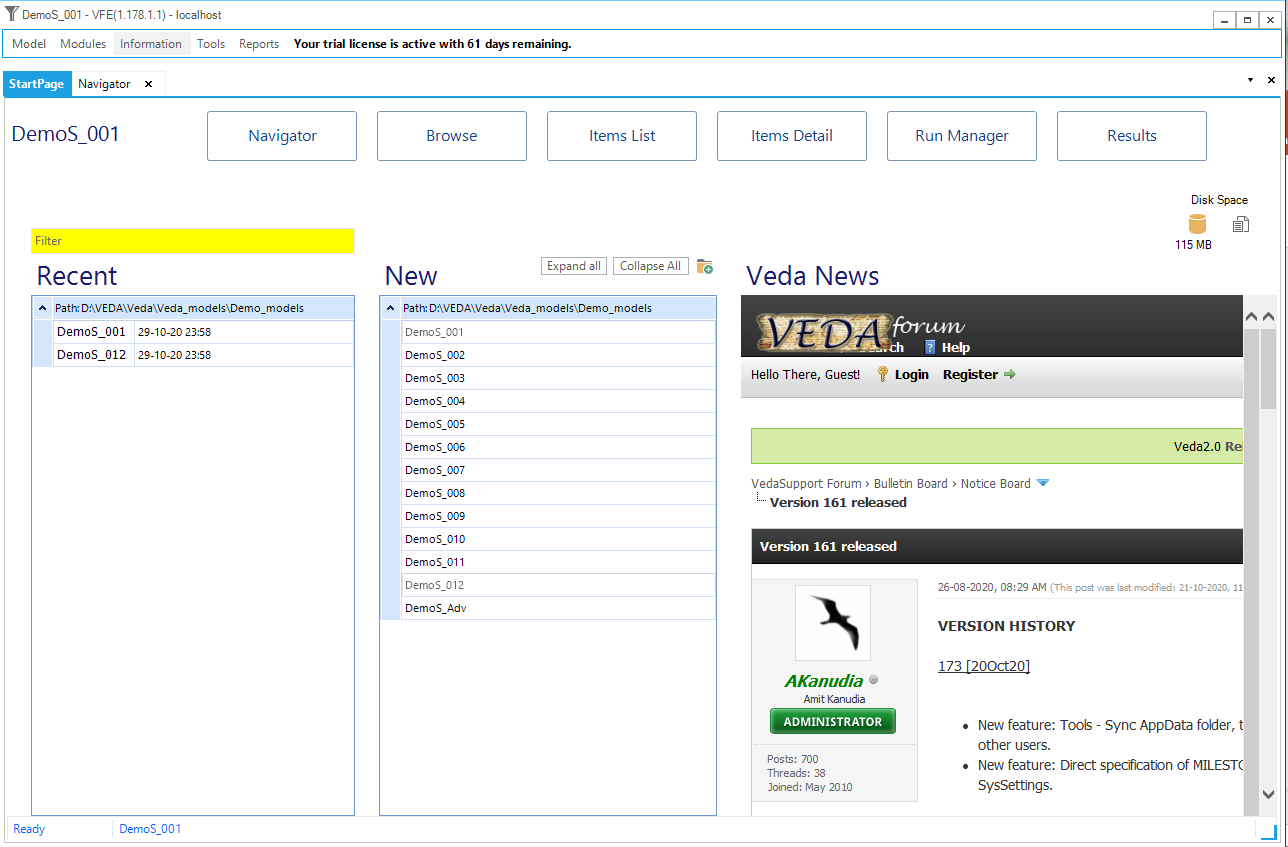 DemoS_001 - VFE(1.178.1.1) - localhost
Model Modules Information Tools Reports Your trial license is active with 61 days remaining.
StartPage Navigator
DemoS_001 Navigator Browse Items List Items Detail Run Manager Results
Disk Space
115 MB
Filter
Recent
Path:D:\VEDA\Veda\Veda_models\Demo_models
DemoS_001 29-10-20 23:58
DemoS_012 29-10-20 23:58
New
Expand all Collapse All
Path:D:\VEDA\Veda\Veda_models\Demo_models
DemoS_001
DemoS_002
DemoS_003
DemoS_004
DemoS_005
DemoS_006
DemoS_007
DemoS_008
DemoS_009
DemoS_010
DemoS_011
DemoS_012
DemoS_Adv
Veda News
VEDA forum
Help
Hello There, Guest! Login Register
Veda2.0
VedaSupport Forum › Bulletin Board › Notice Board
Version 161 released
Version 161 released
AKanudia
Amit Kanudia
ADMINISTRATOR
Posts: 700
Threads: 38
Joined: May 2010
26-08-2020, 08:29 AM (This post was last modified: 21-10-2020, 11
VERSION HISTORY
173 [20Oct20]
New feature: Tools - Sync AppData folder, t
other users.
New feature: Direct specification of MILESTO
SysSettings.
Ready DemoS_001